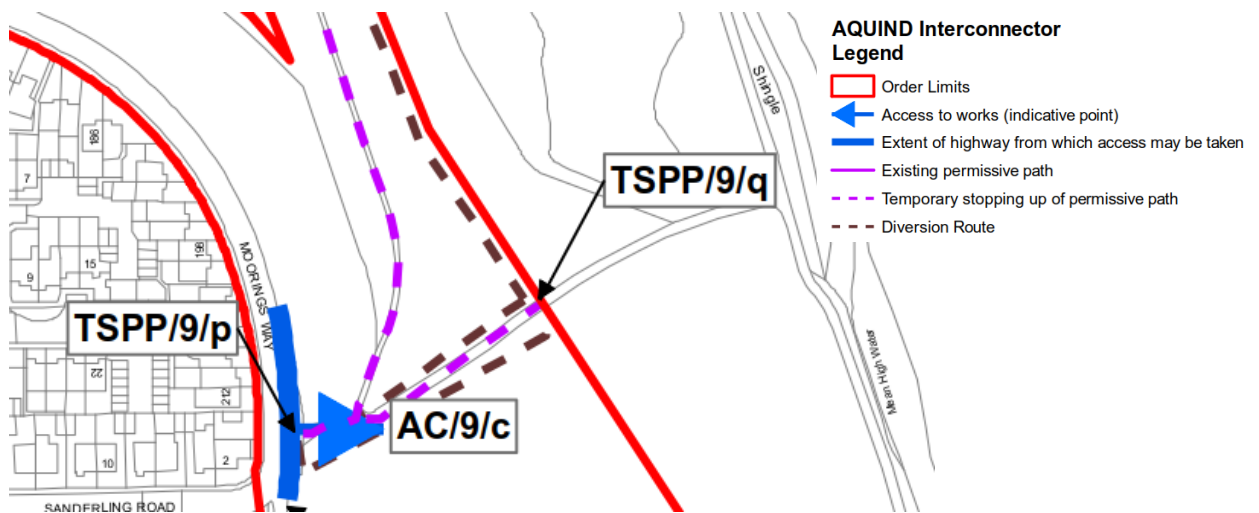 AQUIND Interconnector
Legend
Order Limits
Access to works (indicative point)
Extent of highway from which access may be taken
Existing permissive path
Temporary stopping up of permissive path
Diversion Route
Shingle
186
7
TSPP/9/q
198
15
9
MOORINGS WAY
TSPP/9/p
Mean High Water
22
212
AC/9/c
10
2
SANDERLING ROAD